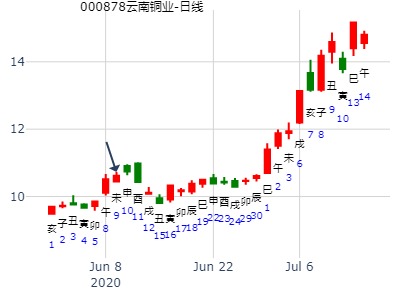 000878云南铜业-日线
14
12
10
亥 子 丑 寅 卯 午 未 申 酉 戌 丑 寅 卯 辰 巳 申 酉 戌 卯 辰 巳 午 未 戌 亥 子 丑 寅 巳 午
1 2 3 4 5 8 9 10 11 12 15 16 17 18 19 22 23 24 29 30 1 2 3 6 7 8 9 10 13 14
Jun 8 Jun 22 Jul 6
2020